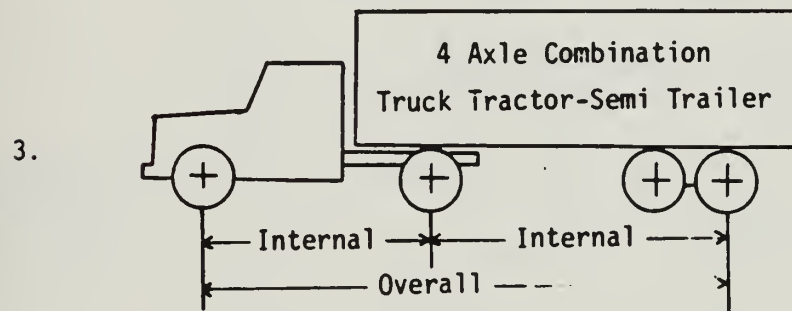 4 Axle Combination
Truck Tractor-Semi Trailer
3.
Internal
Internal
Overall